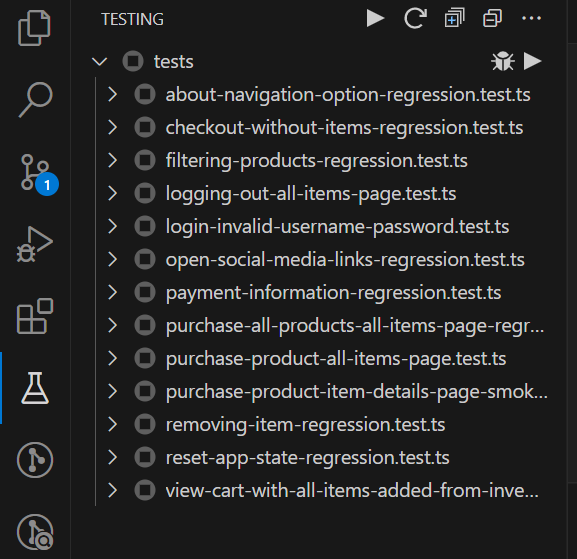 TESTING
tests
about-navigation-option-regression.test.ts
checkout-without-items-regression.test.ts
filtering-products-regression.test.ts
logging-out-all-items-page.test.ts
1
login-invalid-username-password.test.ts
open-social-media-links-regression.test.ts
payment-information-regression.test.ts
purchase-all-products-all-items-page-regr...
purchase-product-all-items-page.test.ts
purchase-product-item-details-page-smok...
removing-item-regression.test.ts
reset-app-state-regression.test.ts
view-cart-with-all-items-added-from-inve...